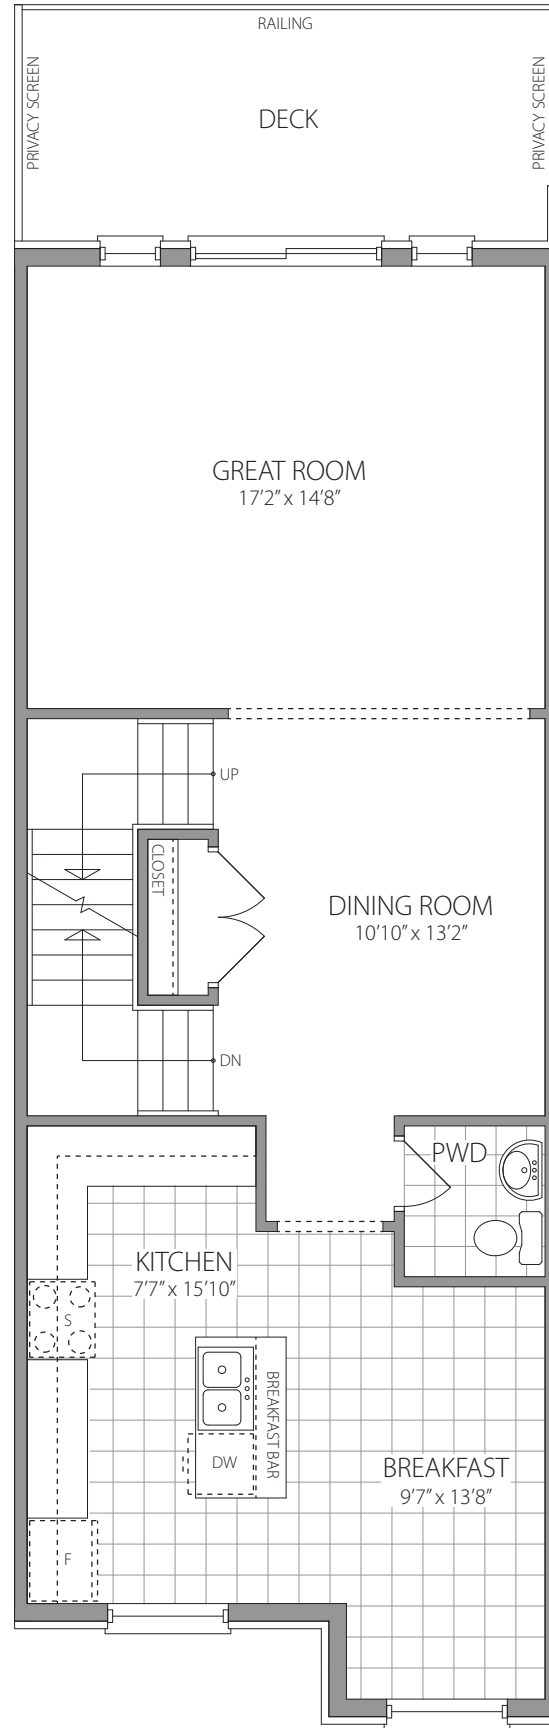 RAILING
PRIVACY SCREEN
PRIVACY SCREEN
DECK
GREAT ROOM
17'2" x 14'8"
UP
CLOSET
DINING ROOM
10'10" x 13'2"
DN
PWD
KITCHEN
7'7" x 15'10"
S
BREAKFAST BAR
DW
BREAKFAST
9'7" x 13'8"
F